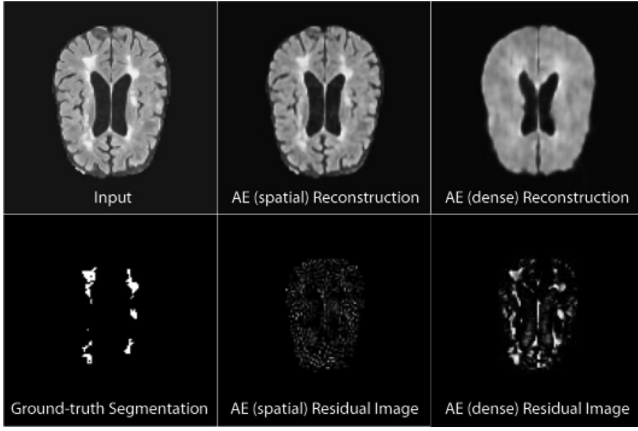 Input
AE (spatial) Reconstruction
AE (dense) Reconstruction
Ground-truth Segmentation
AE (spatial) Residual Image
AE (dense) Residual Image